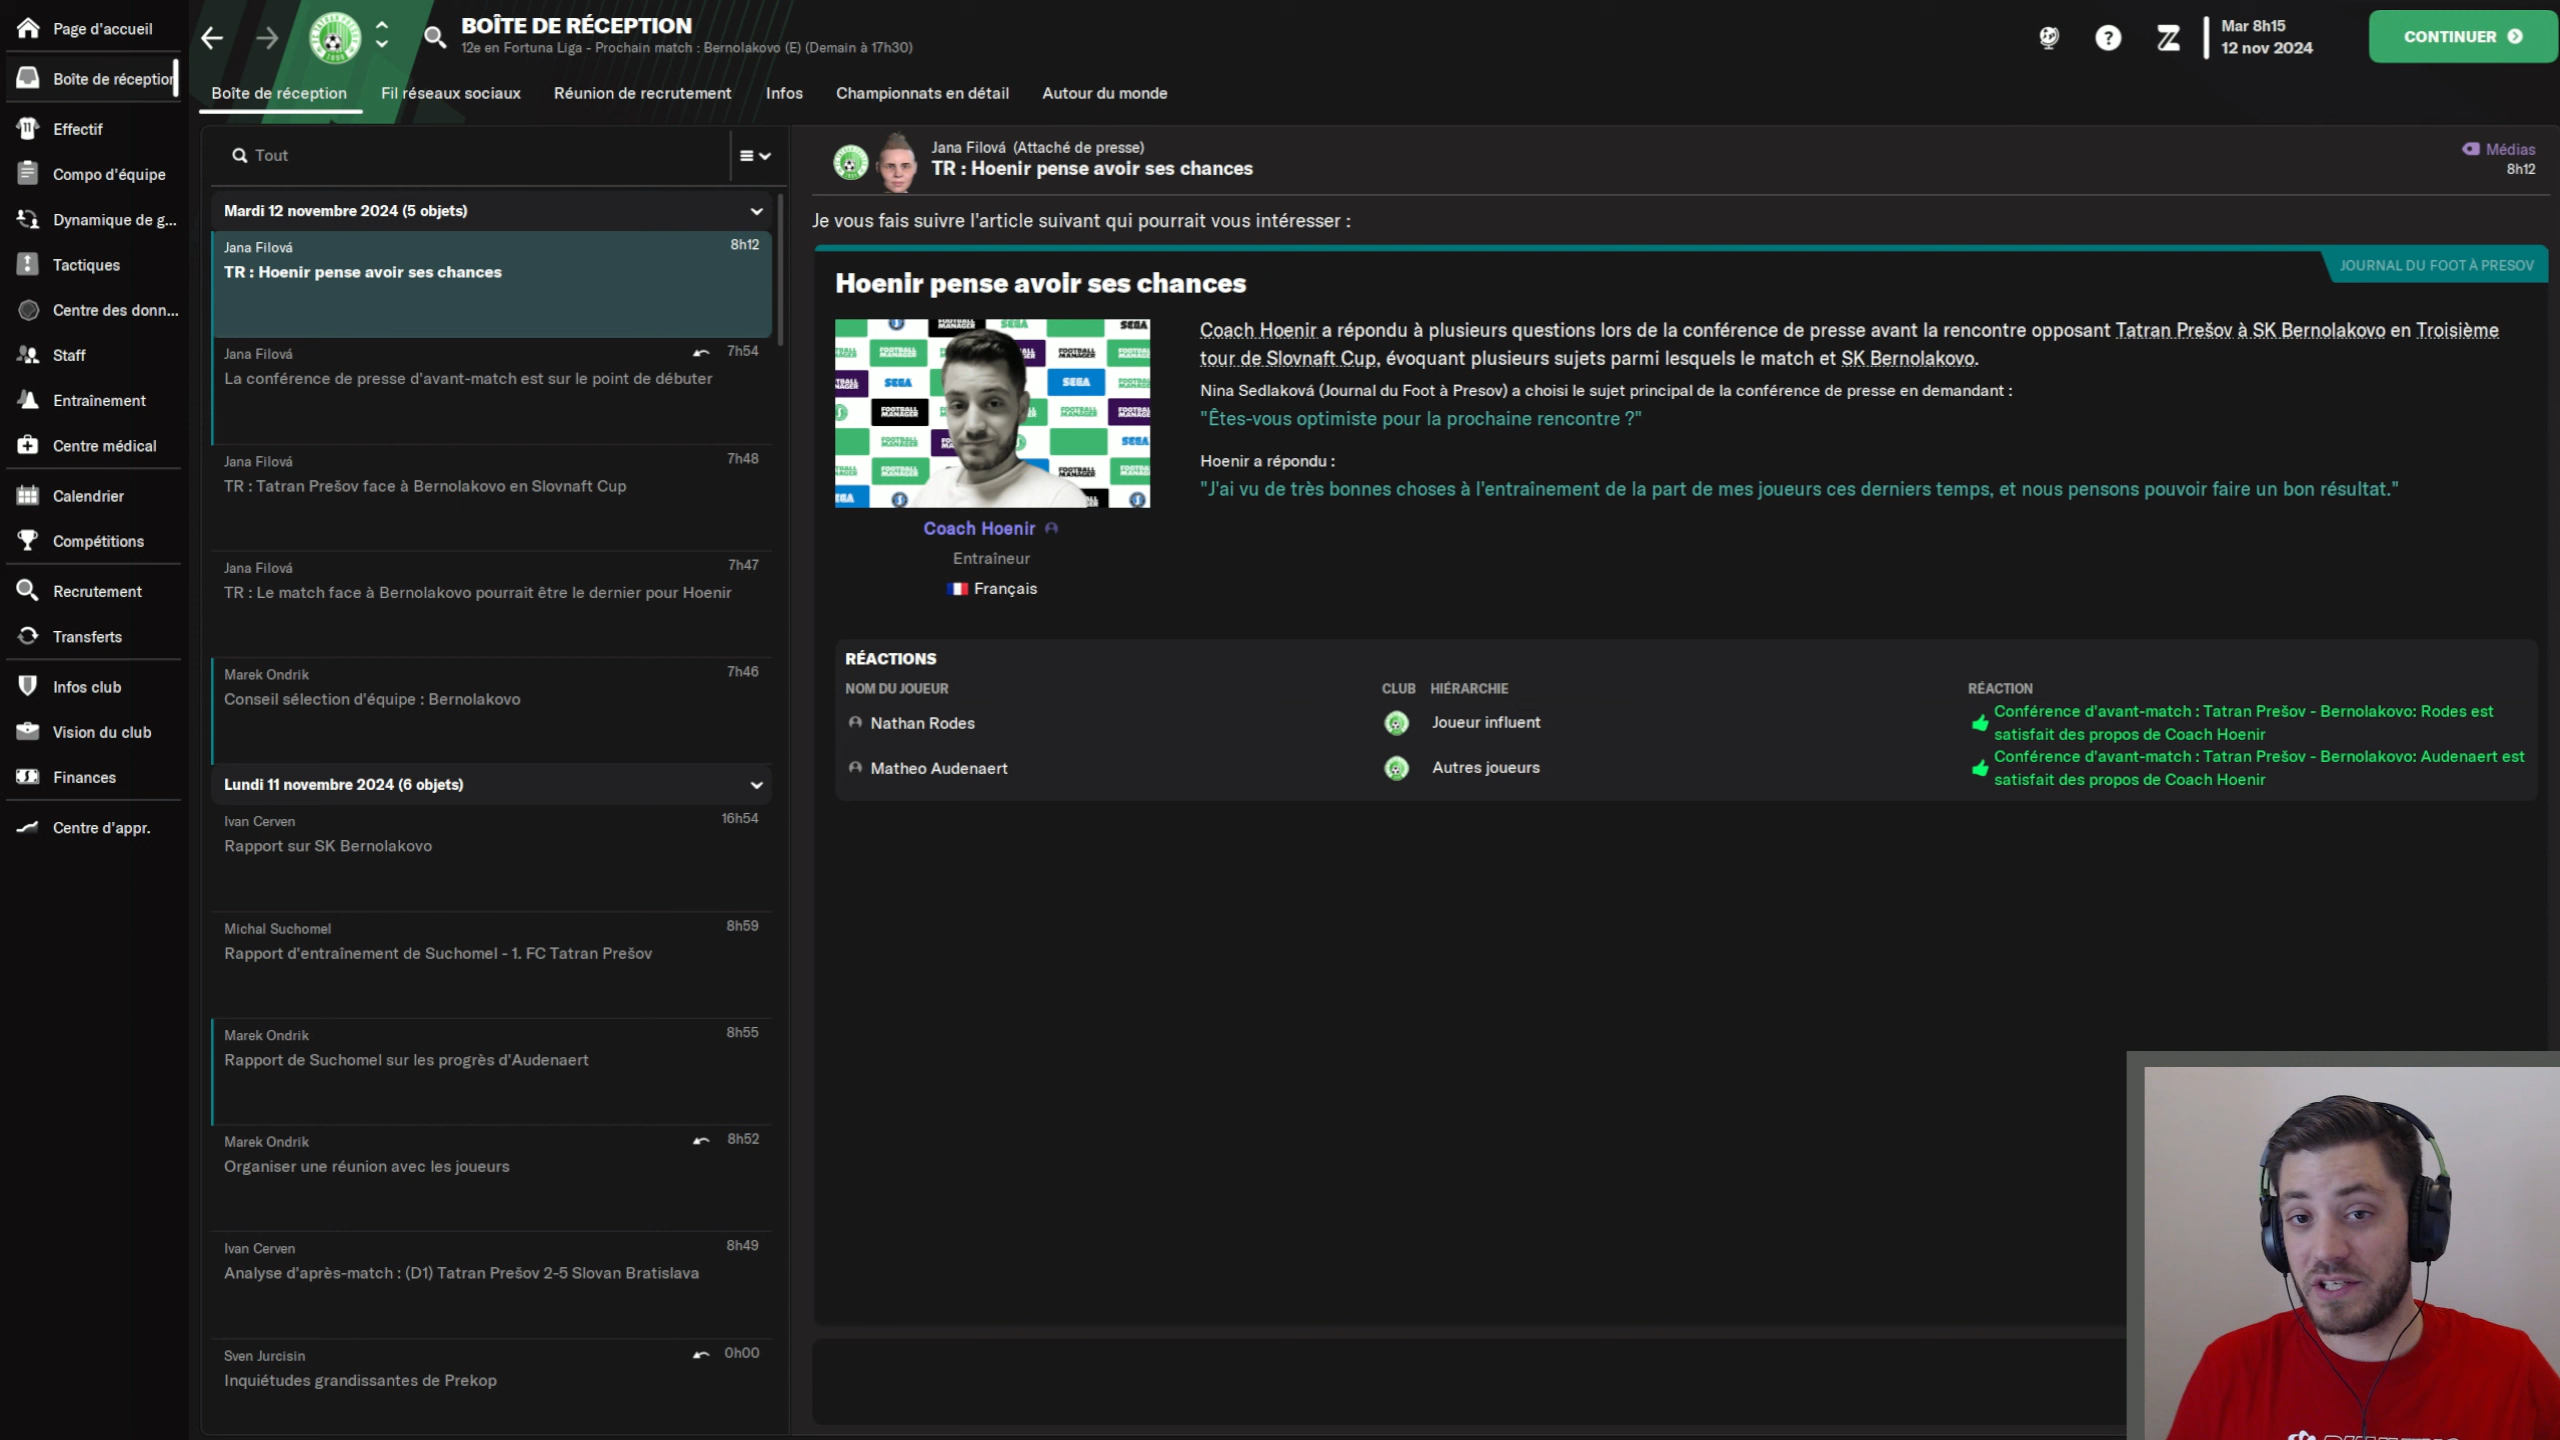 Page d'accueil
Boîte de réception
Effectif
Compo d'équipe
Dynamique de g...
Tactiques
Centre des donn...
Staff
Entraînement
Centre médical
Calendrier
Compétitions
Recrutement
Transferts
Infos club
Vision du club
Finances
Centre d'appr.
BOÎTE DE RÉCEPTION
12e en Fortuna Liga - Prochain match : Bernolakovo (E) (Demain à 17h30)
Mar 8h15
12 nov 2024
CONTINUER
Boîte de réception Fil réseaux sociaux Réunion de recrutement Infos Championnats en détail Autour du monde
Tout
Mardi 12 novembre 2024 (5 objets)
Jana Filová 8h12
TR : Hoenir pense avoir ses chances
Jana Filová 7h54
La conférence de presse d'avant-match est sur le point de débuter
Jana Filová 7h48
TR : Tatran Prešov face à Bernolakovo en Slovnaft Cup
Jana Filová 7h47
TR : Le match face à Bernolakovo pourrait être le dernier pour Hoenir
Marek Ondrik 7h46
Conseil sélection d'équipe : Bernolakovo
Lundi 11 novembre 2024 (6 objets)
Ivan Cerven 16h54
Rapport sur SK Bernolakovo
Michal Suchomel 8h59
Rapport d'entraînement de Suchomel - 1. FC Tatran Prešov
Marek Ondrik 8h55
Rapport de Suchomel sur les progrès d'Audenaert
Marek Ondrik 8h52
Organiser une réunion avec les joueurs
Ivan Cerven 8h49
Analyse d'après-match : (D1) Tatran Prešov 2-5 Slovan Bratislava
Sven Jurcisin 0h00
Inquiétudes grandissantes de Prekop
Jana Filová (Attaché de presse)
TR : Hoenir pense avoir ses chances
Médias
8h12
Je vous fais suivre l'article suivant qui pourrait vous intéresser :
JOURNAL DU FOOT À PRESOV
Hoenir pense avoir ses chances
Coach Hoenir a répondu à plusieurs questions lors de la conférence de presse avant la rencontre opposant Tatran Prešov à SK Bernolakovo en Troisième
tour de Slovnaft Cup, évoquant plusieurs sujets parmi lesquels le match et SK Bernolakovo.
Nina Sedlaková (Journal du Foot à Presov) a choisi le sujet principal de la conférence de presse en demandant :
"Êtes-vous optimiste pour la prochaine rencontre ?"
Hoenir a répondu :
"J'ai vu de très bonnes choses à l'entraînement de la part de mes joueurs ces derniers temps, et nous pensons pouvoir faire un bon résultat."
SEGA
FOOTBALL MANAGER
Coach Hoenir
Entraîneur
Français
RÉACTIONS
NOM DU JOUEUR CLUB HIÉRARCHIE RÉACTION
Nathan Rodes Joueur influent
Conférence d'avant-match : Tatran Prešov - Bernolakovo: Rodes est
satisfait des propos de Coach Hoenir
Matheo Audenaert Autres joueurs
Conférence d'avant-match : Tatran Prešov - Bernolakovo: Audenaert est
satisfait des propos de Coach Hoenir